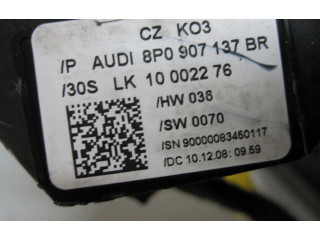 CZ KO3
/P AUDI 8P0 907 137 BR
/30S LK 10 0022 76
/HW 036
/SW 0070
/SN 90000083450117
/DC 10.12.08: 09.59